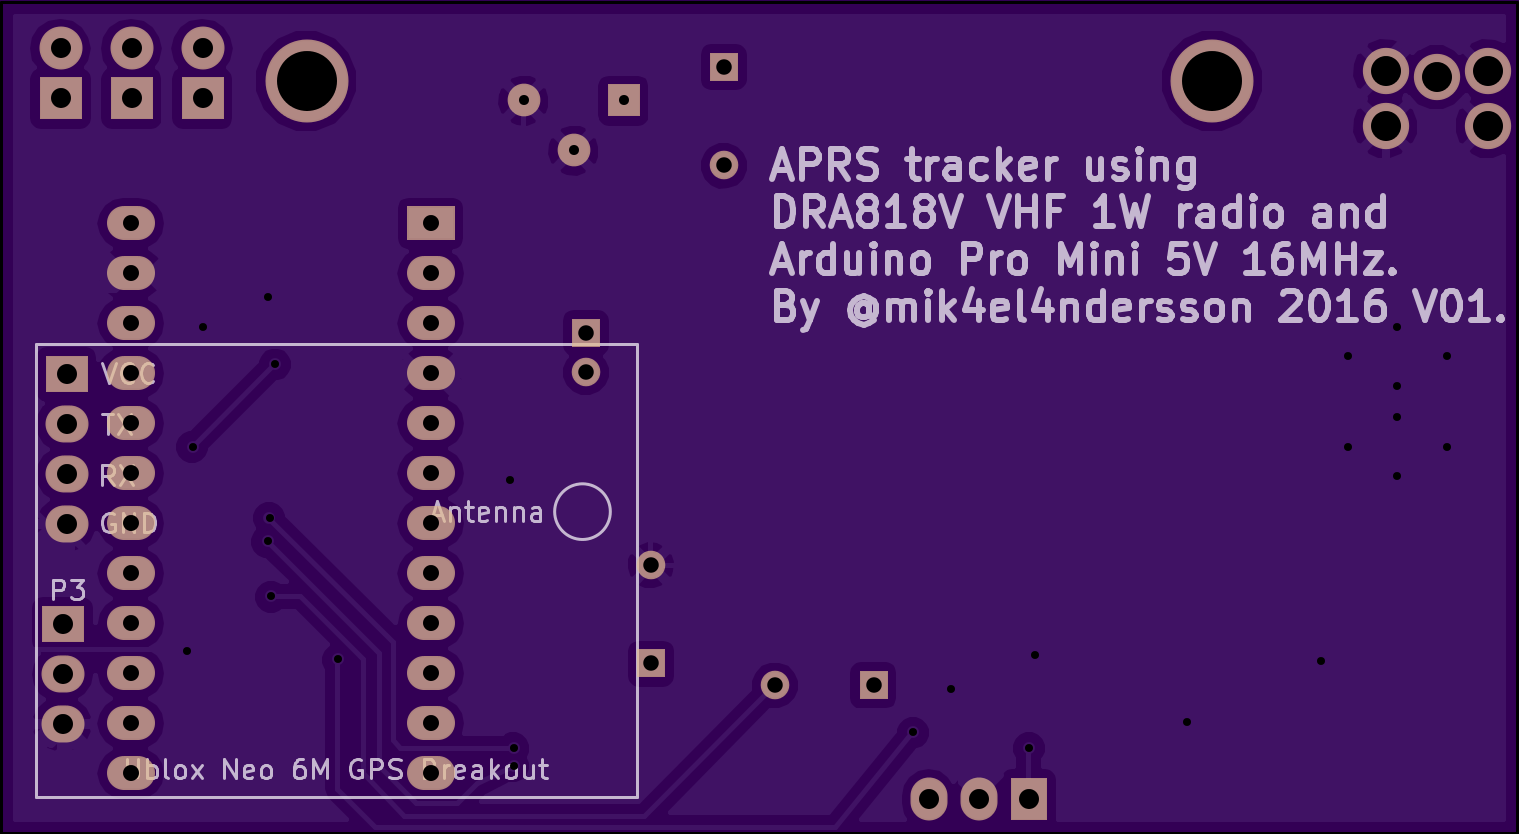 APRS tracker using
DRA818V VHF 1W radio and
Arduino Pro Mini 5V 16MHz.
By @mik4el4ndersson 2016 V01.
VCC
TX
RX
GND
Antenna
P3
Ublox Neo 6M GPS Breakout